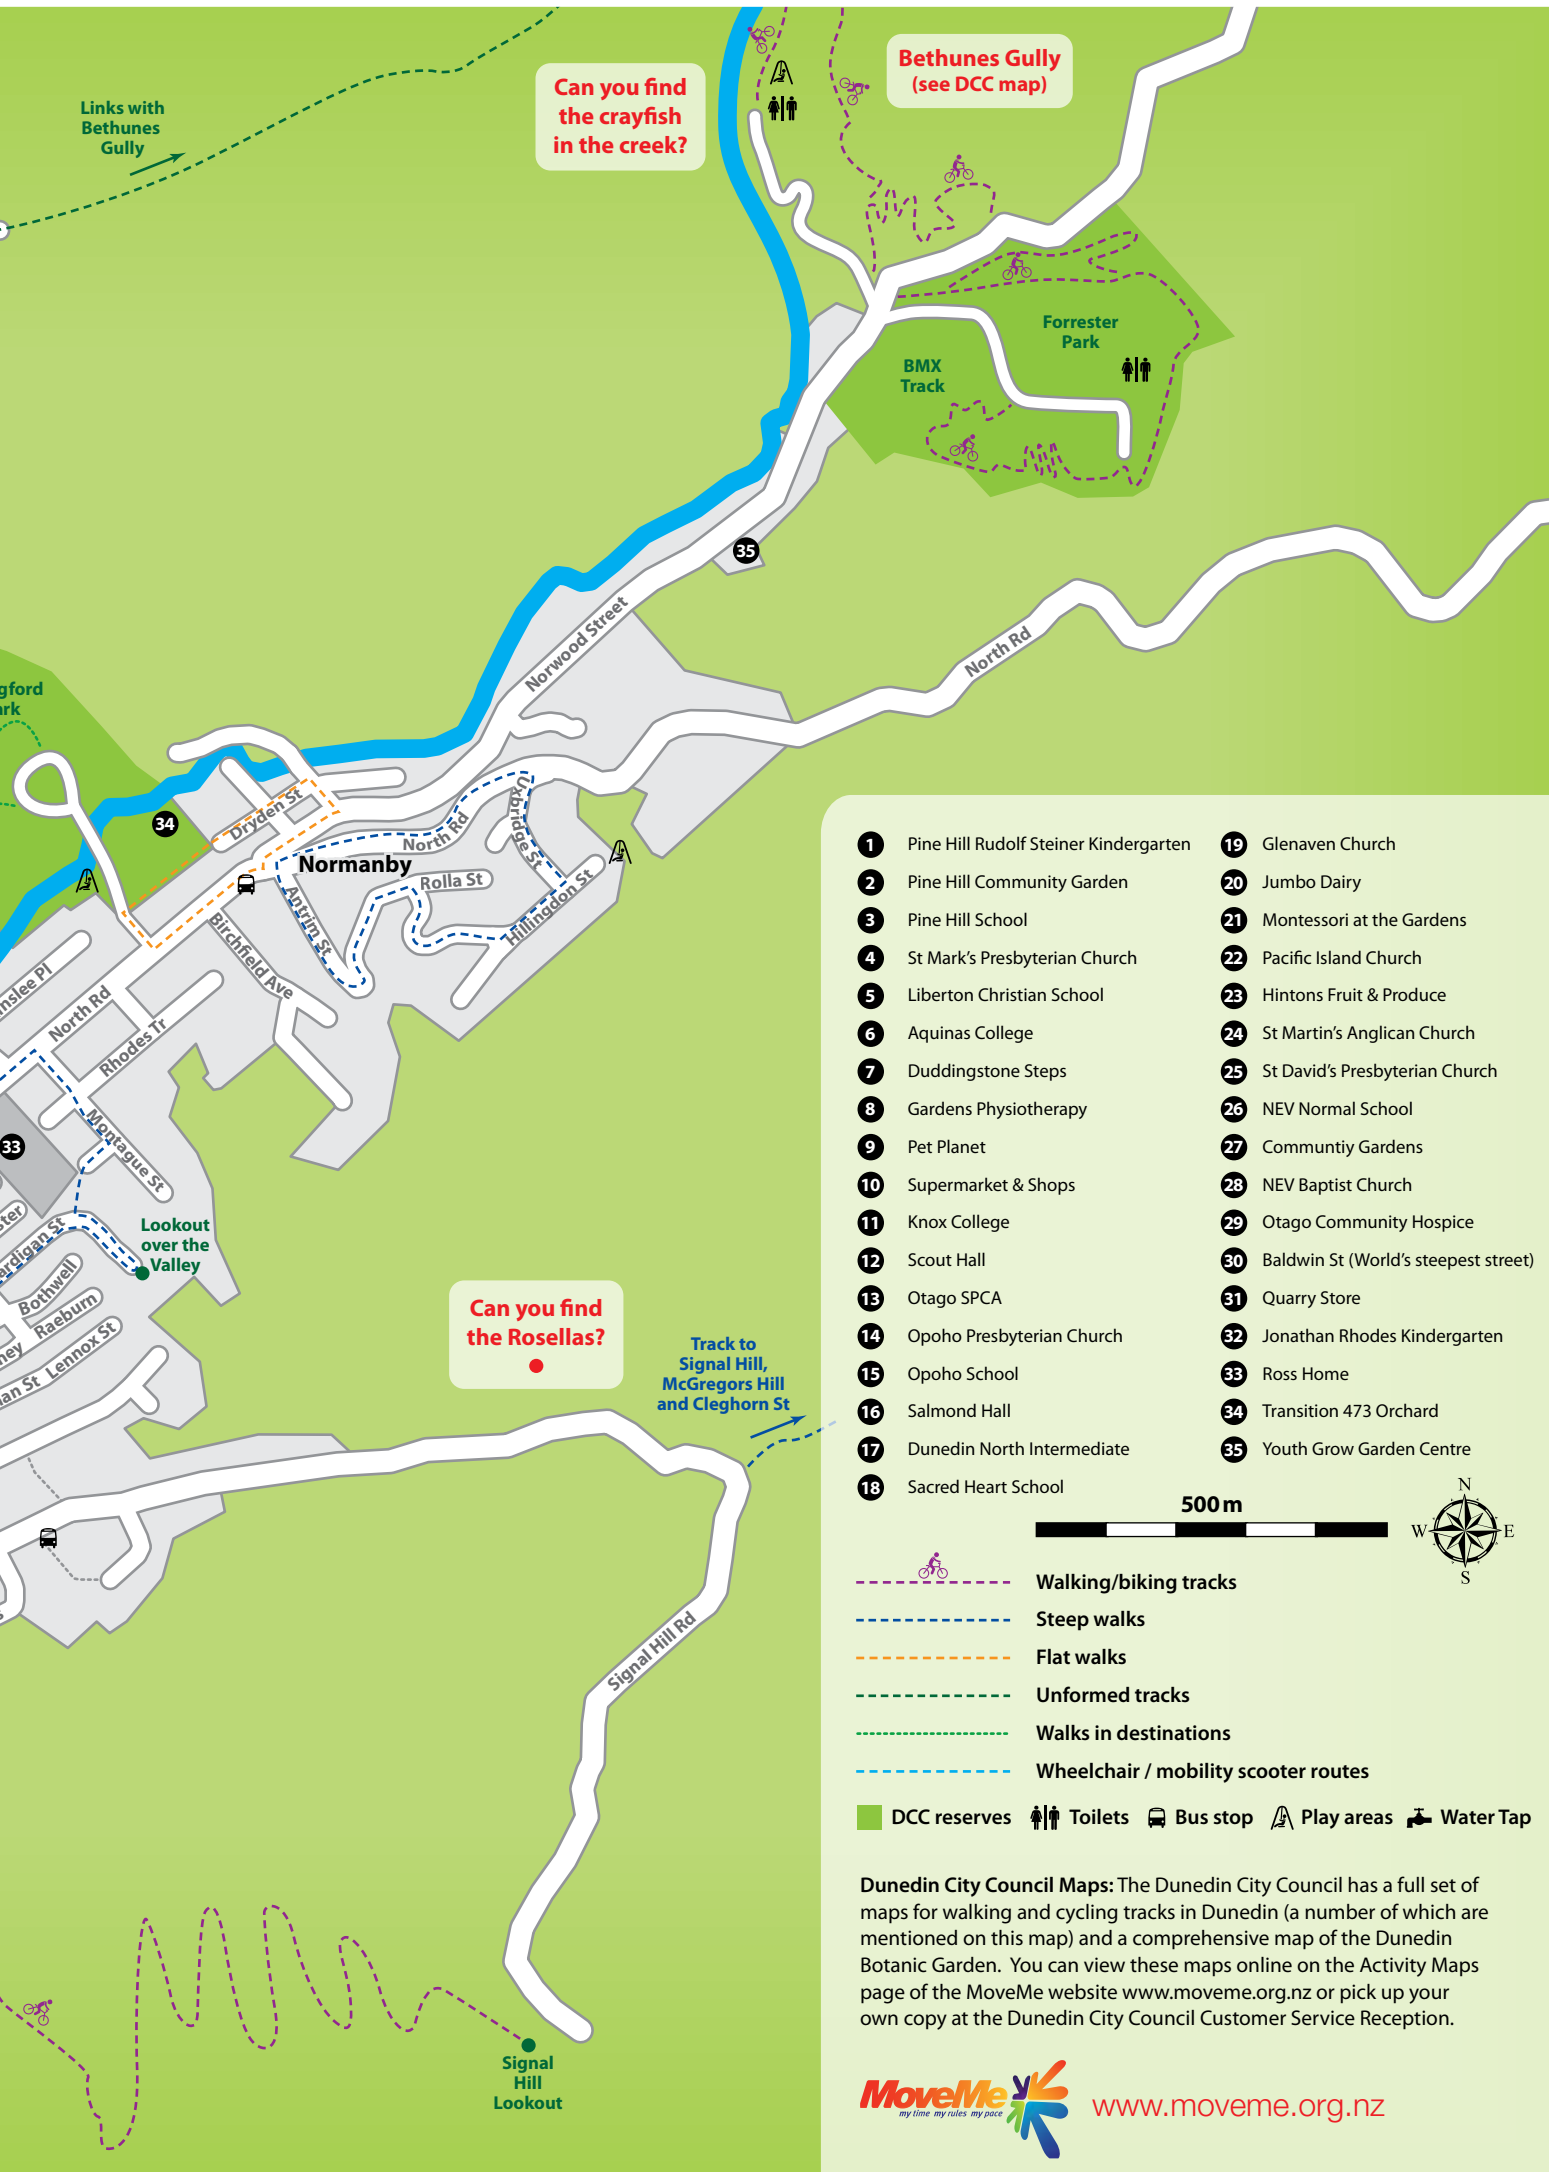 Links with
Bethunes
Gully
Can you find
the crayfish
in the creek?
Bethunes Gully
(see DCC map)
Forrester
Park
BMX
Track
35
Norwood Street
North Rd
gford
ark
34
Dryden St
North Rd
Uxbridge St
Normanby
Rolla St
Antrim St
Hillingdon St
Birchfield Ave
nslee Pl
North Rd
Rhodes Tr
Montague St
33
ster
ardigan St
Lookout
over the
Valley
Bothwell
Raeburn
ney
Lennox St
an St
Can you find
the Rosellas?
Track to
Signal Hill,
McGregors Hill
and Cleghorn St
Signal Hill Rd
Signal
Hill
Lookout
1 Pine Hill Rudolf Steiner Kindergarten
2 Pine Hill Community Garden
3 Pine Hill School
4 St Mark's Presbyterian Church
5 Liberton Christian School
6 Aquinas College
7 Duddingstone Steps
8 Gardens Physiotherapy
9 Pet Planet
10 Supermarket & Shops
11 Knox College
12 Scout Hall
13 Otago SPCA
14 Opoho Presbyterian Church
15 Opoho School
16 Salmond Hall
17 Dunedin North Intermediate
18 Sacred Heart School
19 Glenaven Church
20 Jumbo Dairy
21 Montessori at the Gardens
22 Pacific Island Church
23 Hintons Fruit & Produce
24 St Martin's Anglican Church
25 St David's Presbyterian Church
26 NEV Normal School
27 Communtiy Gardens
28 NEV Baptist Church
29 Otago Community Hospice
30 Baldwin St (World's steepest street)
31 Quarry Store
32 Jonathan Rhodes Kindergarten
33 Ross Home
34 Transition 473 Orchard
35 Youth Grow Garden Centre
500 m
N
W E
S
Walking/biking tracks
Steep walks
Flat walks
Unformed tracks
Walks in destinations
Wheelchair / mobility scooter routes
DCC reserves Toilets Bus stop Play areas Water Tap
Dunedin City Council Maps: The Dunedin City Council has a full set of
maps for walking and cycling tracks in Dunedin (a number of which are
mentioned on this map) and a comprehensive map of the Dunedin
Botanic Garden. You can view these maps online on the Activity Maps
page of the MoveMe website www.moveme.org.nz or pick up your
own copy at the Dunedin City Council Customer Service Reception.
MoveMe
my time my rules my pace
www.moveme.org.nz